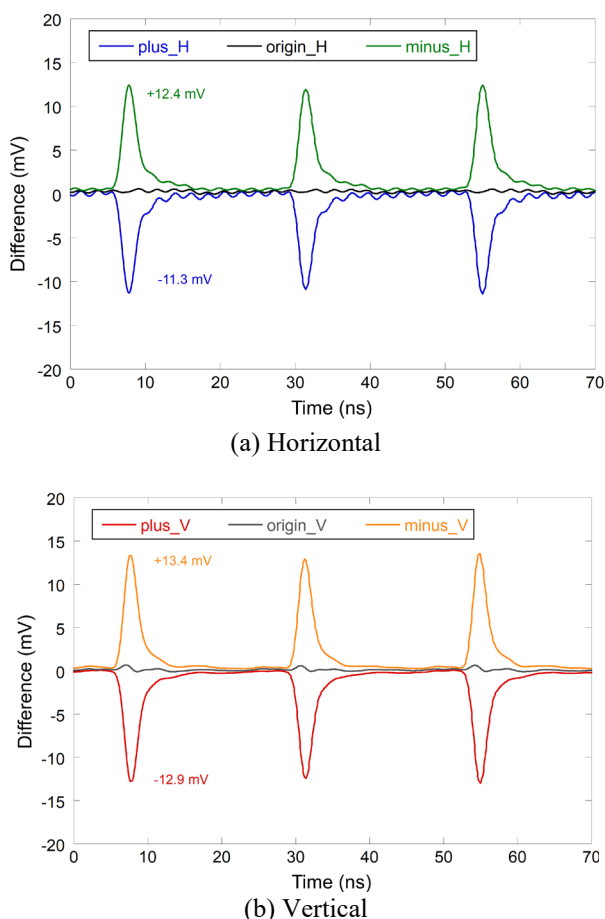 20
plus_H origin_H minus_H
15
+12.4 mV
10
5
0
-5
-10
-11.3 mV
-15
-20
0 10 20 30 40 50 60 70
Difference (mV)
Time (ns)
(a) Horizontal
20
plus_V origin_V minus_V
15
+13.4 mV
10
5
0
-5
-10
-12.9 mV
-15
-20
0 10 20 30 40 50 60 70
Difference (mV)
Time (ns)
(b) Vertical